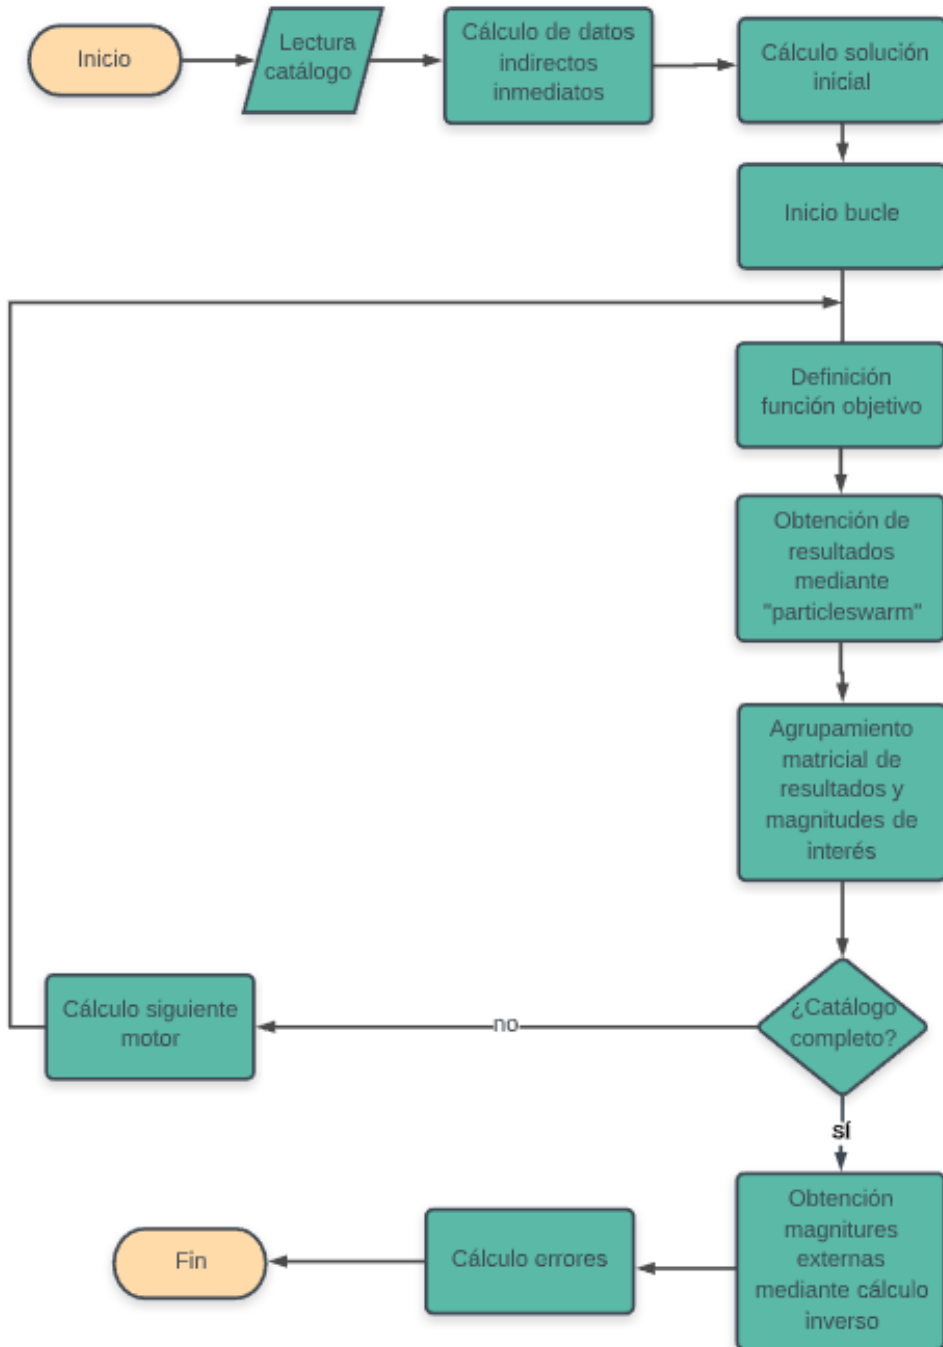 Inicio
Lectura
catálogo
Cálculo de datos
indirectos
inmediatos
Cálculo solución
inicial
Inicio bucle
Definición
función objetivo
Obtención de
resultados
mediante
"particleswarm"
Agrupamiento
matricial de
resultados y
magnitudes de
interés
¿Catálogo
completo?
no
Cálculo siguiente
motor
sí
Obtención
magnitures
externas
mediante cálculo
inverso
Cálculo errores
Fin